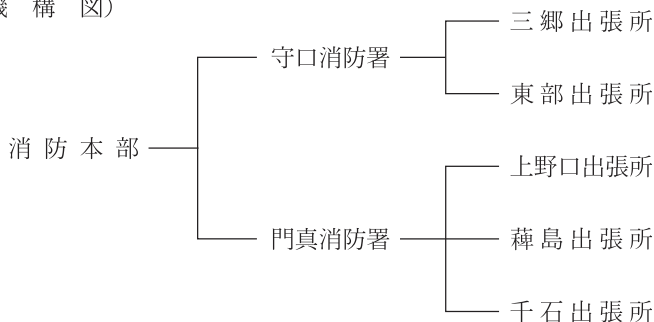 機構図）
消防本部
守口消防署
三郷出張所
東部出張所
門真消防署
上野口出張所
薭島出張所
千石出張所